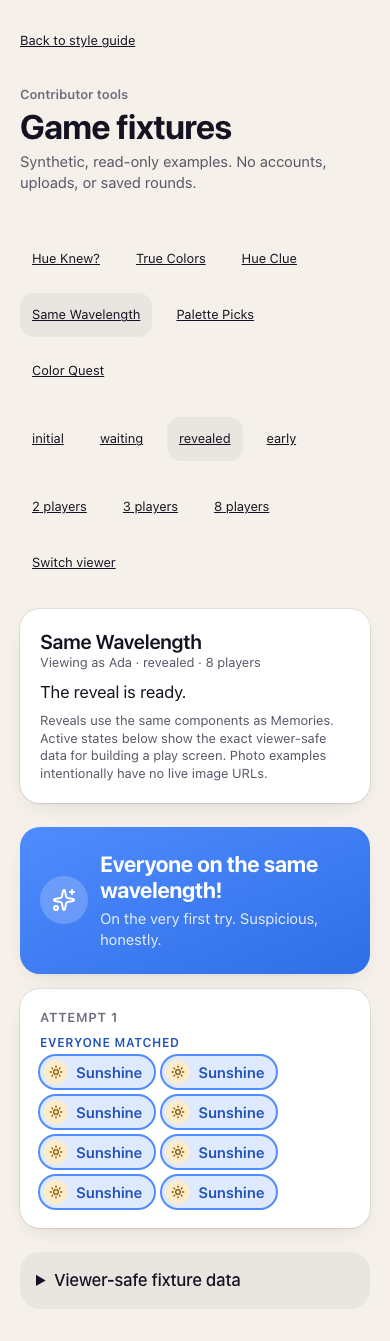 Back to style guide
Contributor tools
Game fixtures
Synthetic, read-only examples. No accounts,
uploads, or saved rounds.
Hue Knew? True Colors Hue Clue
Same Wavelength Palette Picks
Color Quest
initial waiting revealed early
2 players 3 players 8 players
Switch viewer
Same Wavelength
Viewing as Ada · revealed · 8 players
The reveal is ready.
Reveals use the same components as Memories.
Active states below show the exact viewer-safe
data for building a play screen. Photo examples
intentionally have no live image URLs.
Everyone on the same
wavelength!
On the very first try. Suspicious,
honestly.
ATTEMPT 1
EVERYONE MATCHED
Sunshine Sunshine
Sunshine Sunshine
Sunshine Sunshine
Sunshine Sunshine
Viewer-safe fixture data